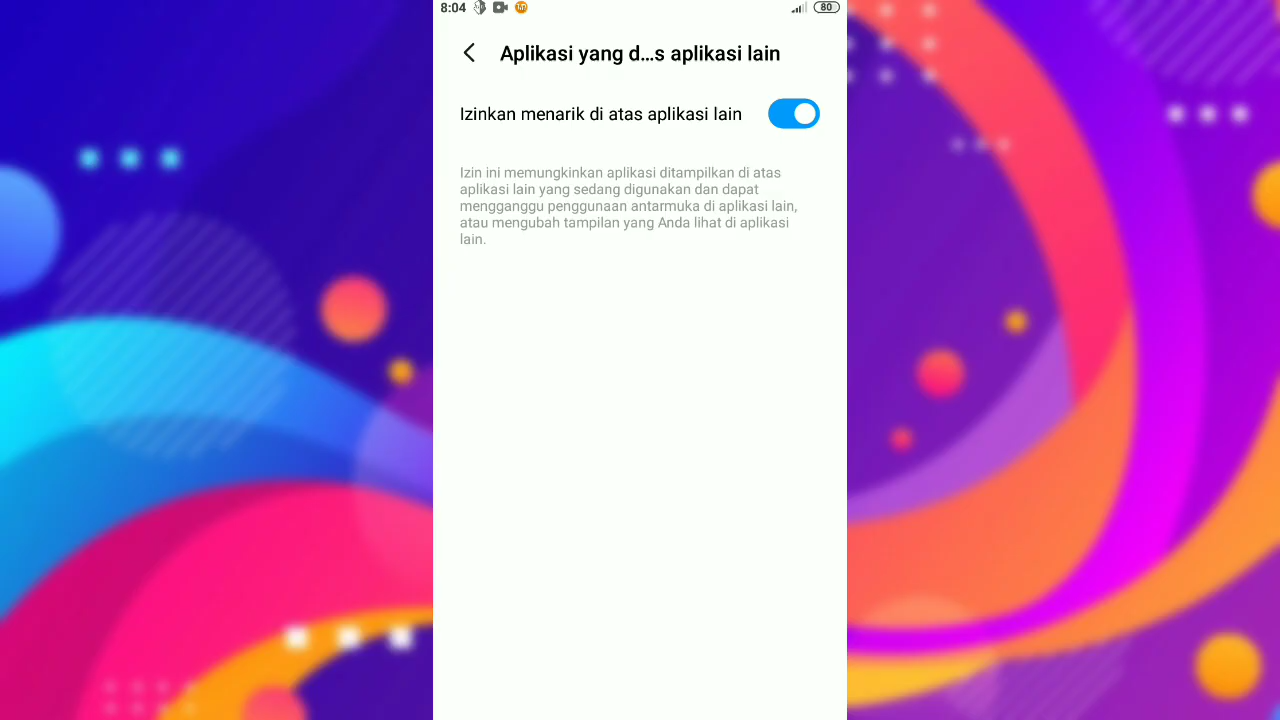 8:04 80
Aplikasi yang d...s aplikasi lain
Izinkan menarik di atas aplikasi lain
Izin ini memungkinkan aplikasi ditampilkan di atas
aplikasi lain yang sedang digunakan dan dapat
mengganggu penggunaan antarmuka di aplikasi lain,
atau mengubah tampilan yang Anda lihat di aplikasi
lain.